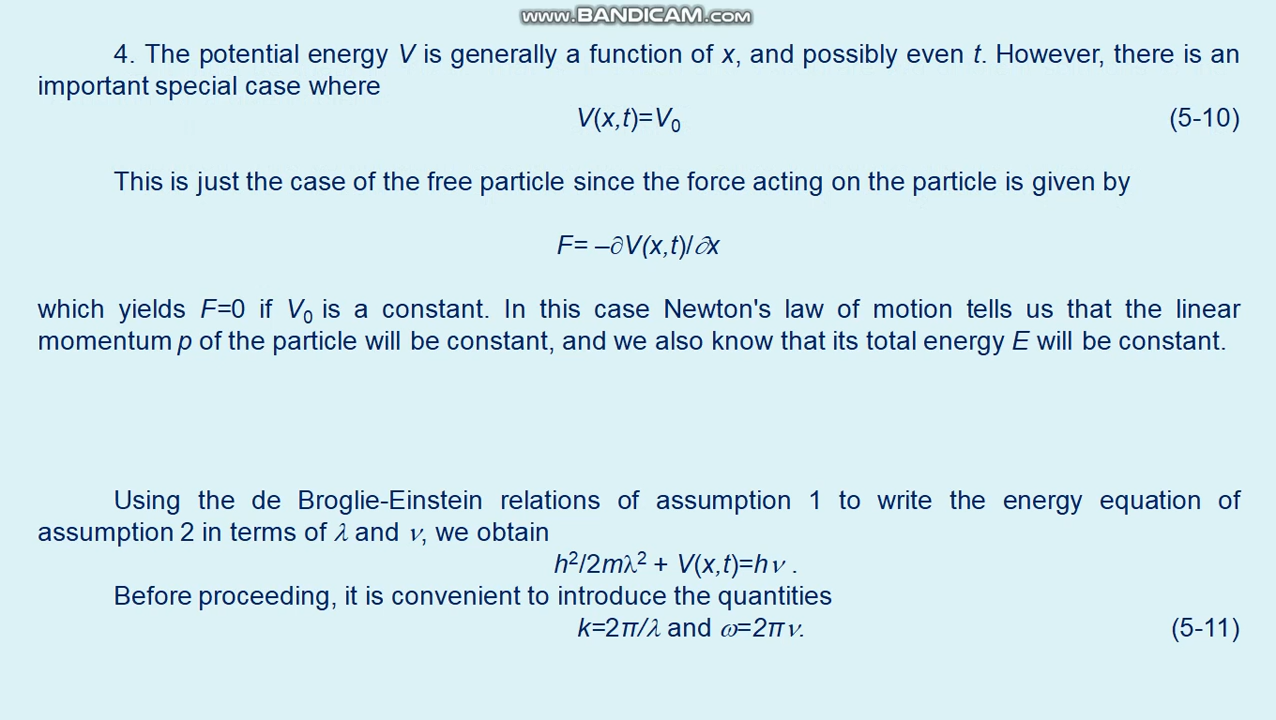 www.BANDICAM.com
4. The potential energy V is generally a function of x, and possibly even t. However, there is an
important special case where
V(x,t)=V₀ (5-10)
This is just the case of the free particle since the force acting on the particle is given by
F= –∂V(x,t)/∂x
which yields F=0 if V₀ is a constant. In this case Newton's law of motion tells us that the linear
momentum p of the particle will be constant, and we also know that its total energy E will be constant.
Using the de Broglie-Einstein relations of assumption 1 to write the energy equation of
assumption 2 in terms of λ and ν, we obtain
h²/2mλ² + V(x,t)=hν .
Before proceeding, it is convenient to introduce the quantities
k=2π/λ and ω=2πν. (5-11)